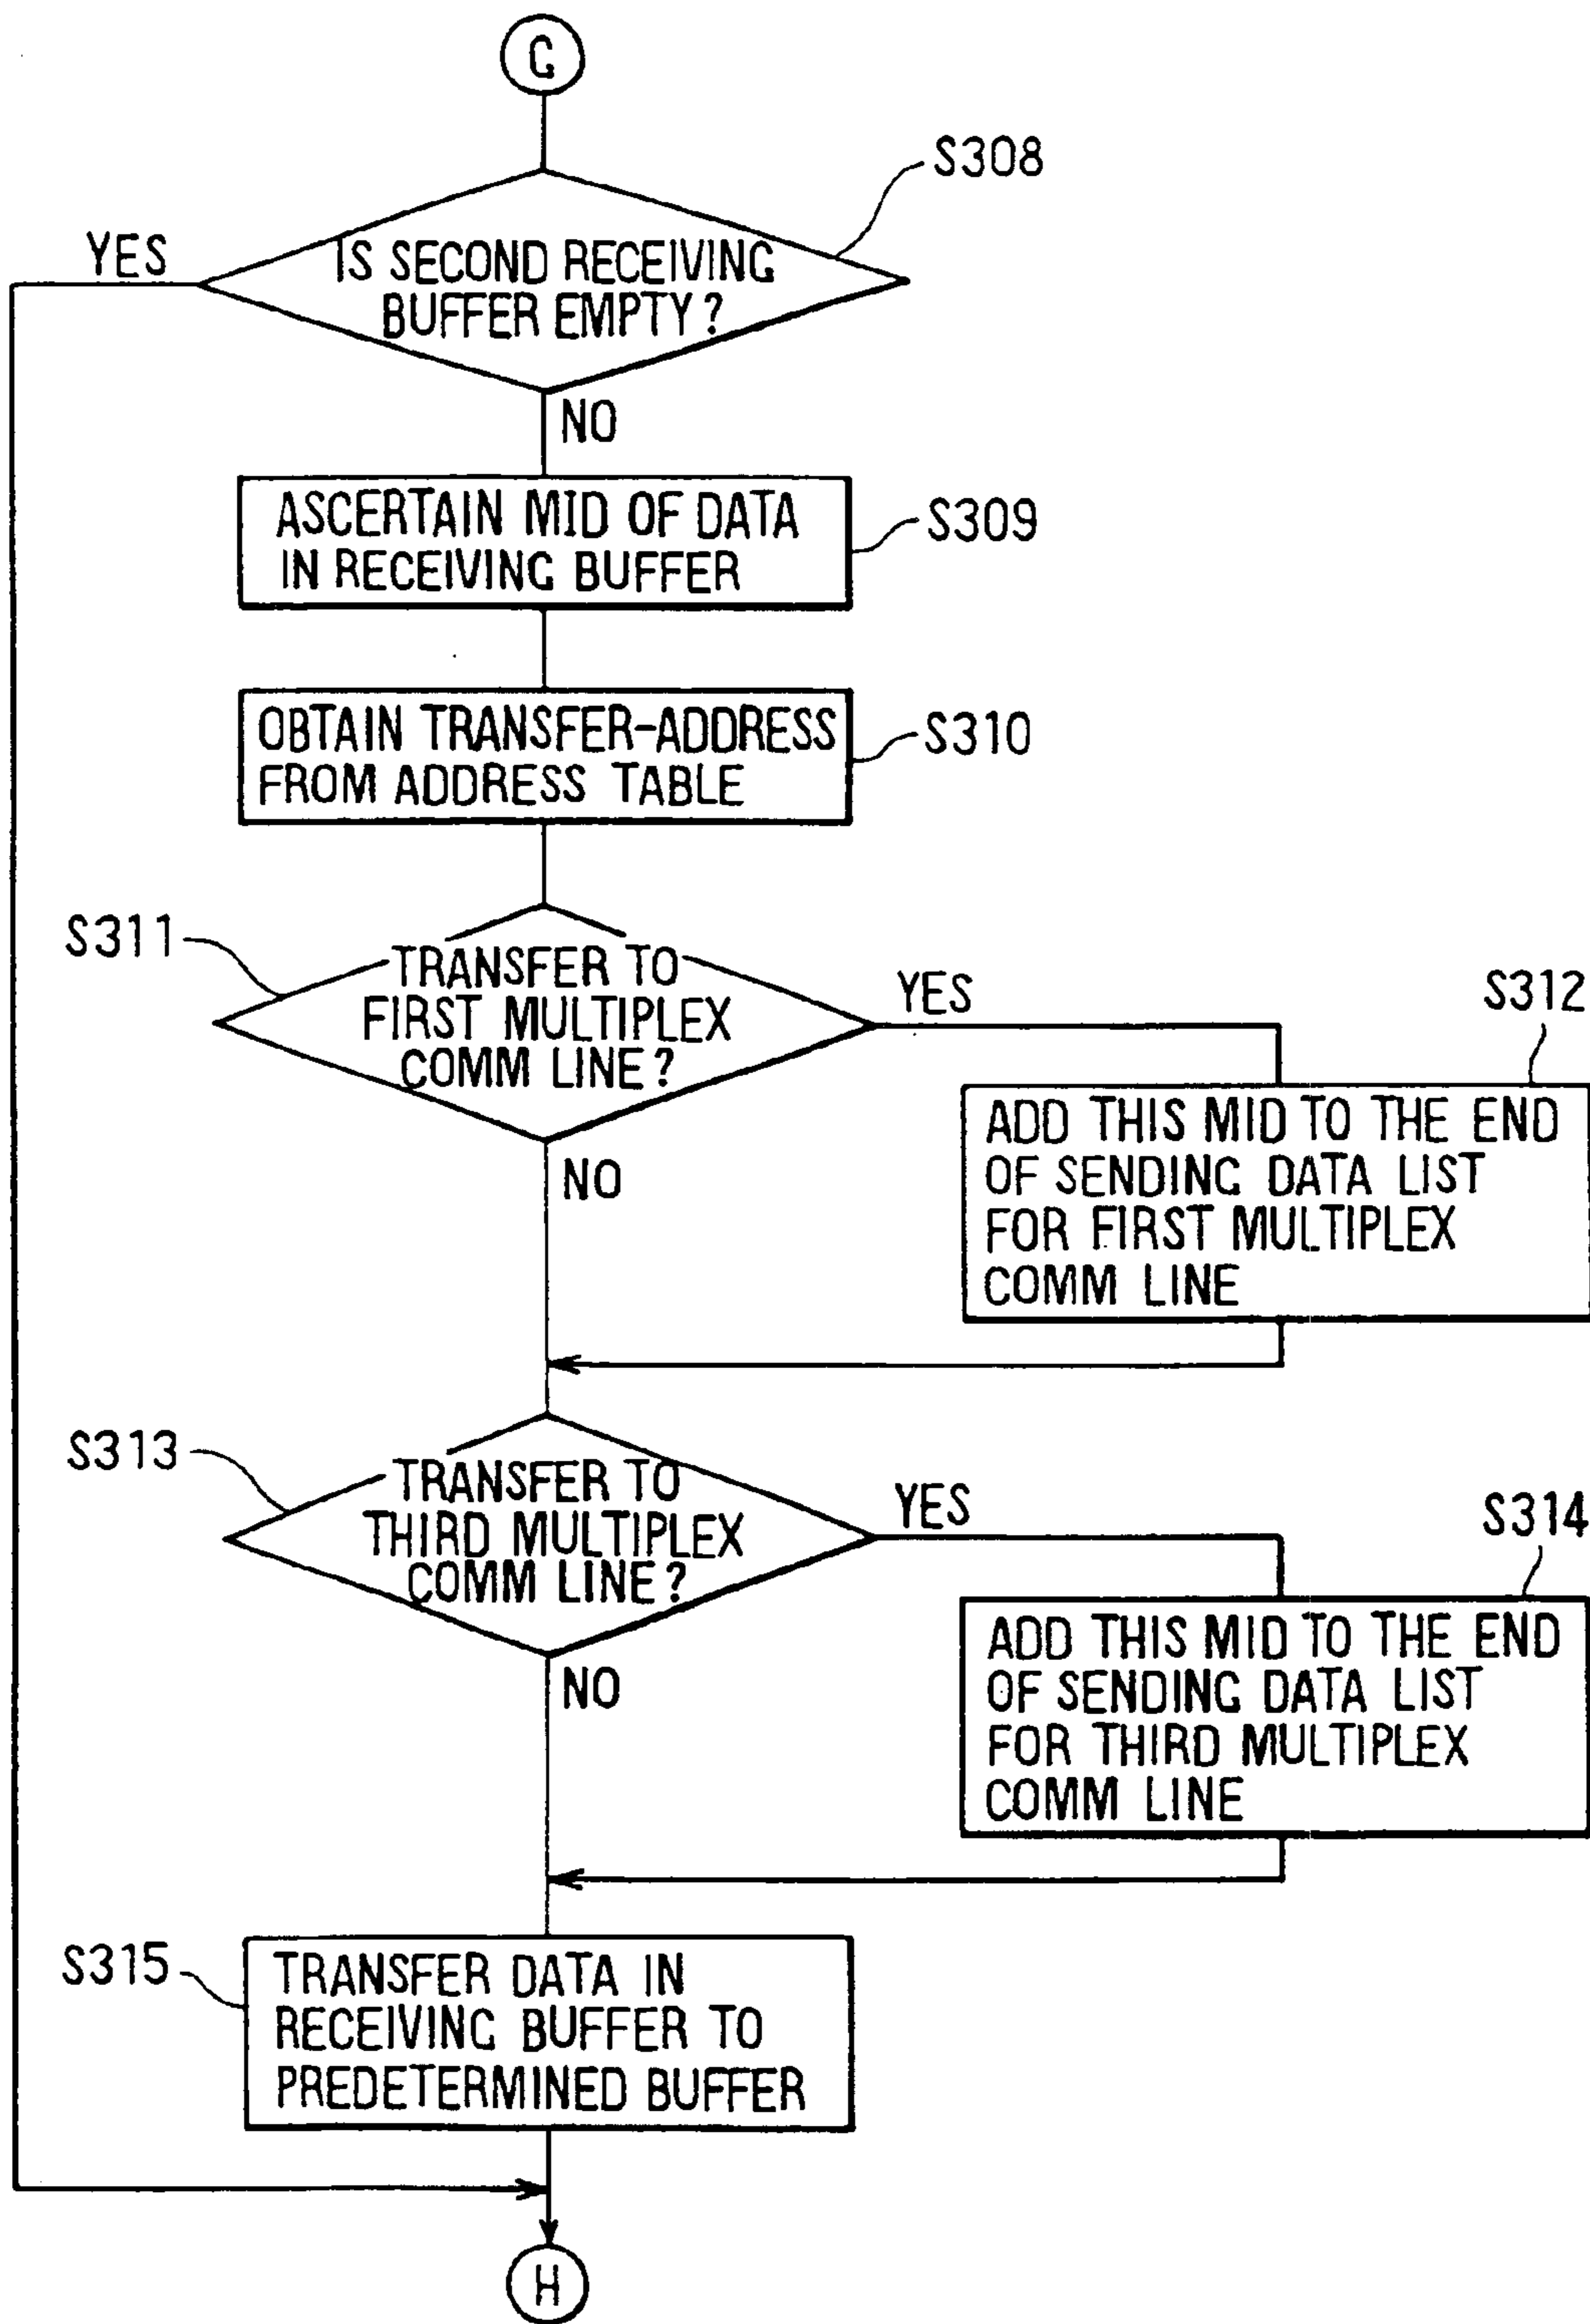 G
S308
YES
IS SECOND RECEIVING
BUFFER EMPTY?
NO
ASCERTAIN MID OF DATA
IN RECEIVING BUFFER
S309
OBTAIN TRANSFER-ADDRESS
FROM ADDRESS TABLE
S310
S311
TRANSFER TO
FIRST MULTIPLEX
COMM LINE?
YES
S312
NO
ADD THIS MID TO THE END
OF SENDING DATA LIST
FOR FIRST MULTIPLEX
COMM LINE
S313
TRANSFER TO
THIRD MULTIPLEX
COMM LINE?
YES
S314
NO
ADD THIS MID TO THE END
OF SENDING DATA LIST
FOR THIRD MULTIPLEX
COMM LINE
S315
TRANSFER DATA IN
RECEIVING BUFFER TO
PREDETERMINED BUFFER
H